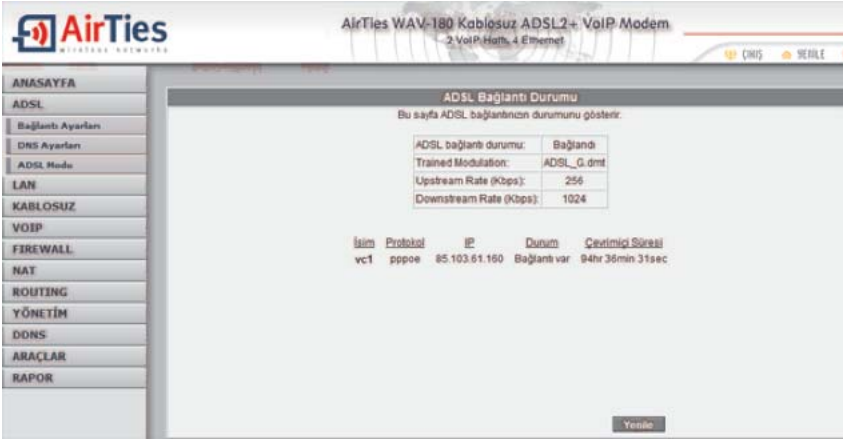 AirTies
wireless networks
AirTies WAV-180 Kablosuz ADSL2+ VoIP Modem
2 VoIP Hattı, 4 Ethernet
ÇIKIŞ YENİLE
ANASAYFA
ADSL
Bağlantı Ayarları
DNS Ayarları
ADSL Modu
LAN
KABLOSUZ
VOIP
FIREWALL
NAT
ROUTING
YÖNETİM
DDNS
ARAÇLAR
RAPOR
ADSL Bağlantı Durumu
Bu sayfa ADSL bağlantınızın durumunu gösterir.
ADSL bağlantı durumu: Bağlandı
Trained Modulation: ADSL_G.dmt
Upstream Rate (Kbps): 256
Downstream Rate (Kbps): 1024
İsim Protokol IP Durum Çevrimiçi Süresi
vc1 pppoe 85.103.61.160 Bağlantı var 94hr 36min 31sec
Yenile